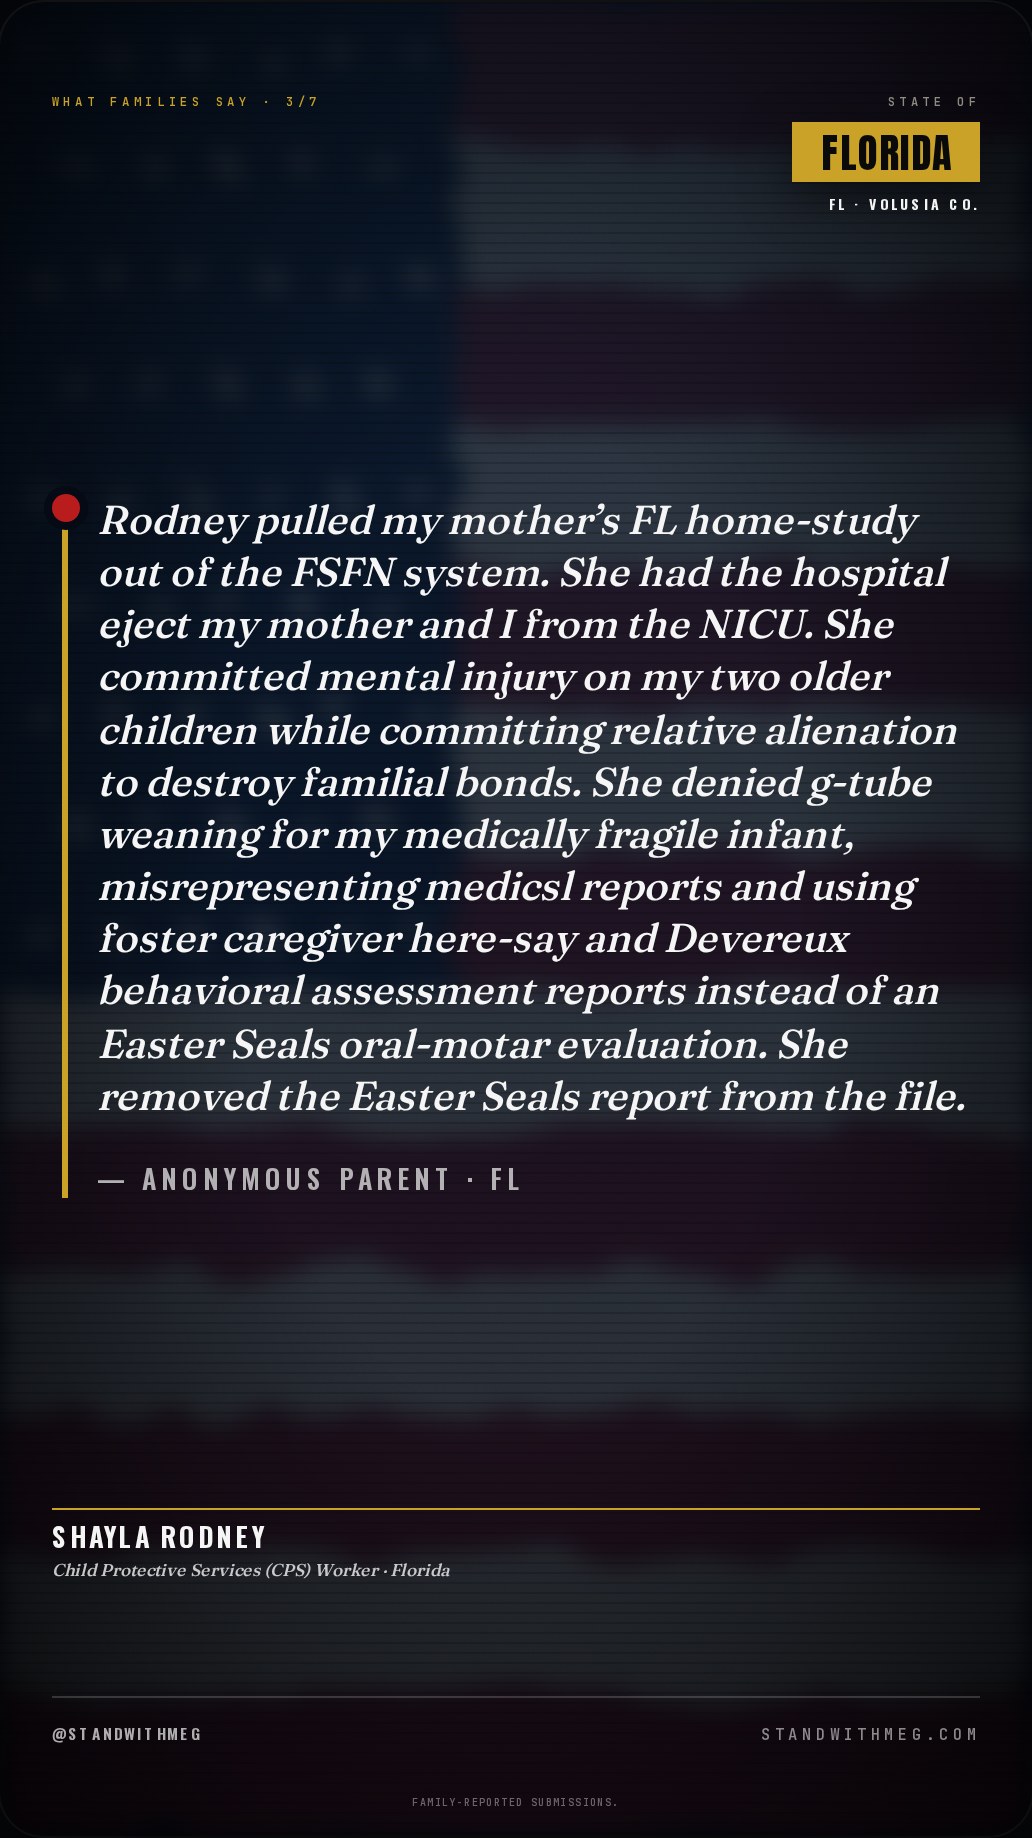 WHAT FAMILIES SAY · 3/7
STATE OF
FLORIDA
FL · VOLUSIA CO.
Rodney pulled my mother’s FL home-study
out of the FSFN system. She had the hospital
eject my mother and I from the NICU. She
committed mental injury on my two older
children while committing relative alienation
to destroy familial bonds. She denied g-tube
weaning for my medically fragile infant,
misrepresenting medicsl reports and using
foster caregiver here-say and Devereux
behavioral assessment reports instead of an
Easter Seals oral-motar evaluation. She
removed the Easter Seals report from the file.
— ANONYMOUS PARENT · FL
SHAYLA RODNEY
Child Protective Services (CPS) Worker · Florida
@STANDWITHMEG
STANDWITHMEG.COM
FAMILY-REPORTED SUBMISSIONS.